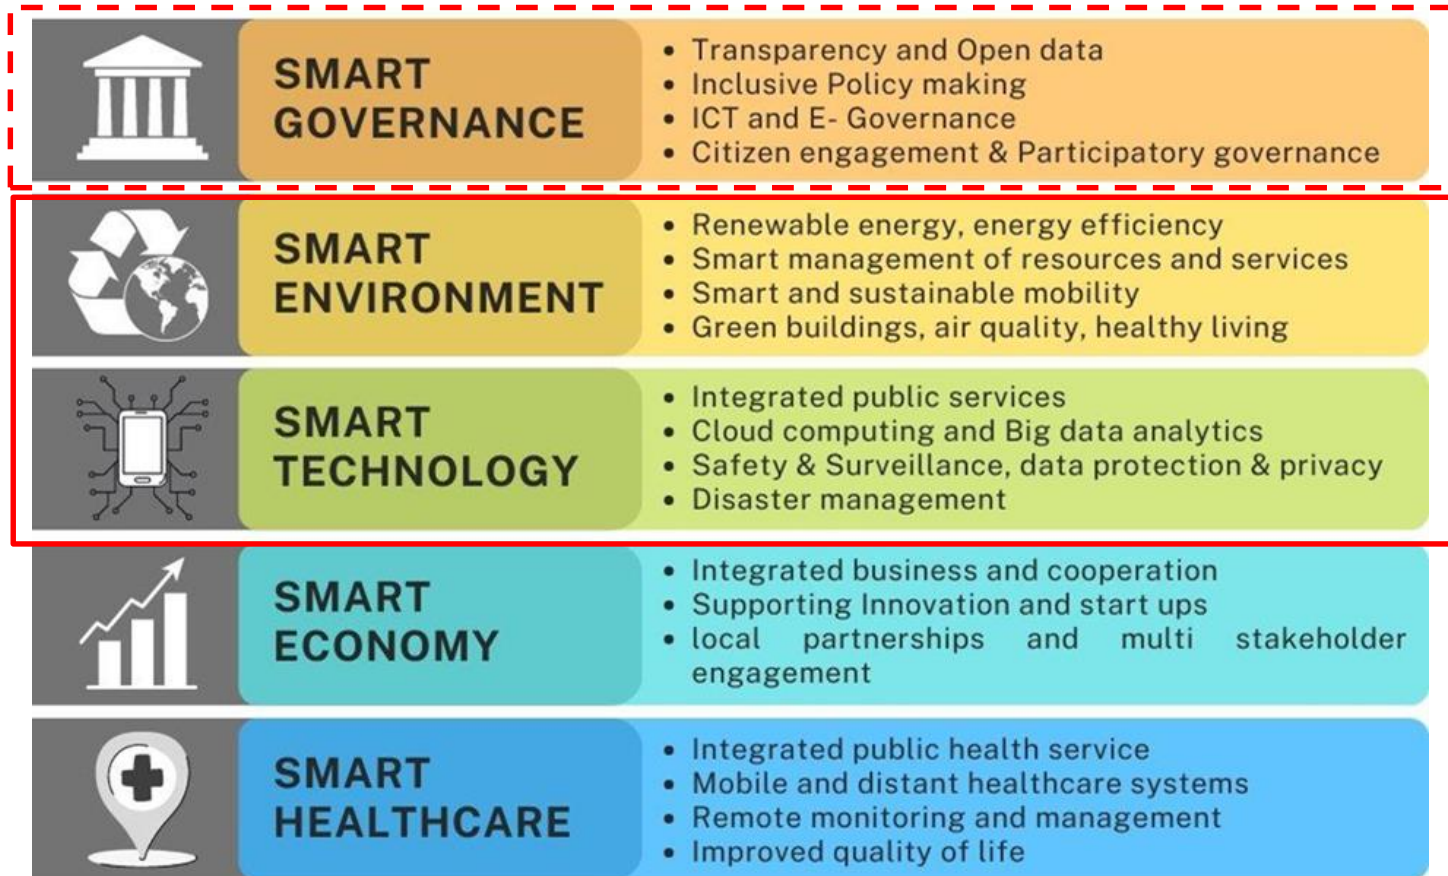 SMART
GOVERNANCE
• Transparency and Open data
• Inclusive Policy making
• ICT and E- Governance
• Citizen engagement & Participatory governance
SMART
ENVIRONMENT
• Renewable energy, energy efficiency
• Smart management of resources and services
• Smart and sustainable mobility
• Green buildings, air quality, healthy living
SMART
TECHNOLOGY
• Integrated public services
• Cloud computing and Big data analytics
• Safety & Surveillance, data protection & privacy
• Disaster management
SMART
ECONOMY
• Integrated business and cooperation
• Supporting Innovation and start ups
• local partnerships and multi stakeholder
engagement
SMART
HEALTHCARE
• Integrated public health service
• Mobile and distant healthcare systems
• Remote monitoring and management
• Improved quality of life